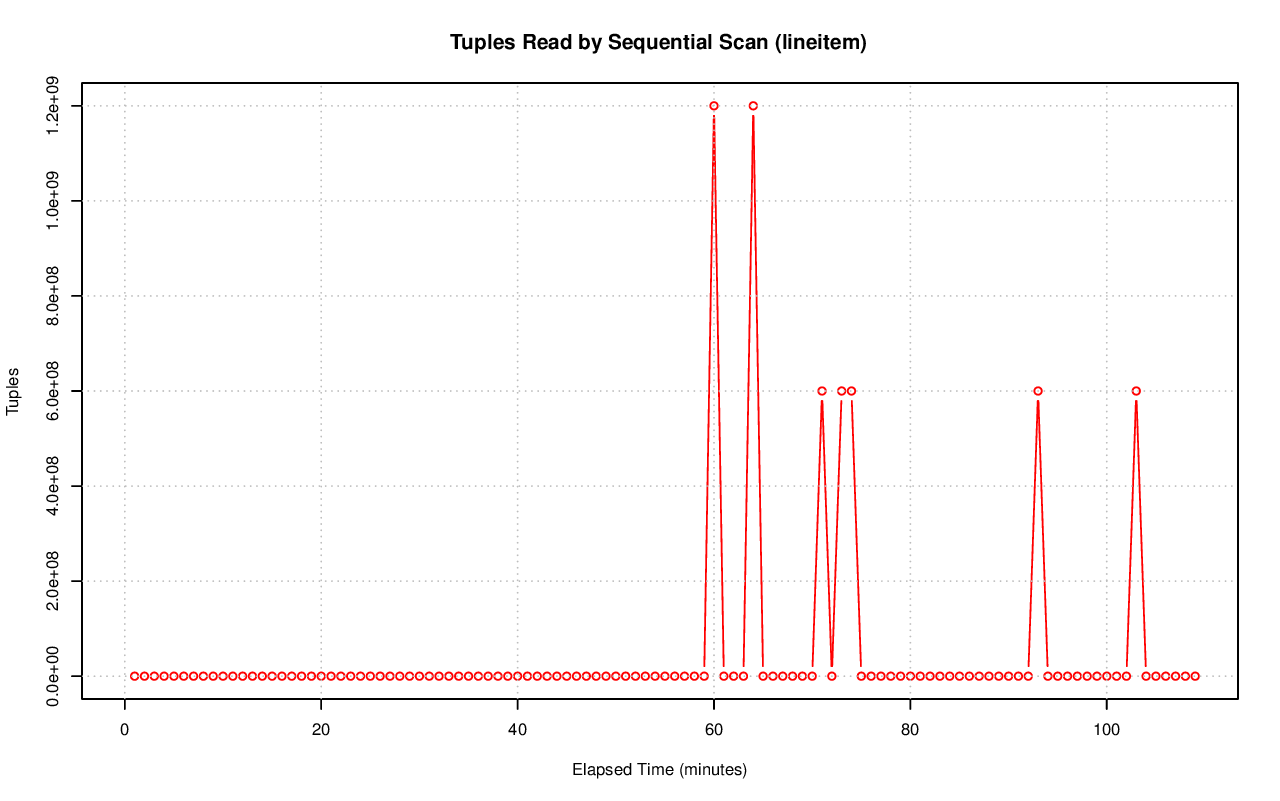 Tuples Read by Sequential Scan (lineitem)
1.2e+09
1.0e+09
8.0e+08
6.0e+08
4.0e+08
2.0e+08
0.0e+00
Tuples
0 20 40 60 80 100
Elapsed Time (minutes)